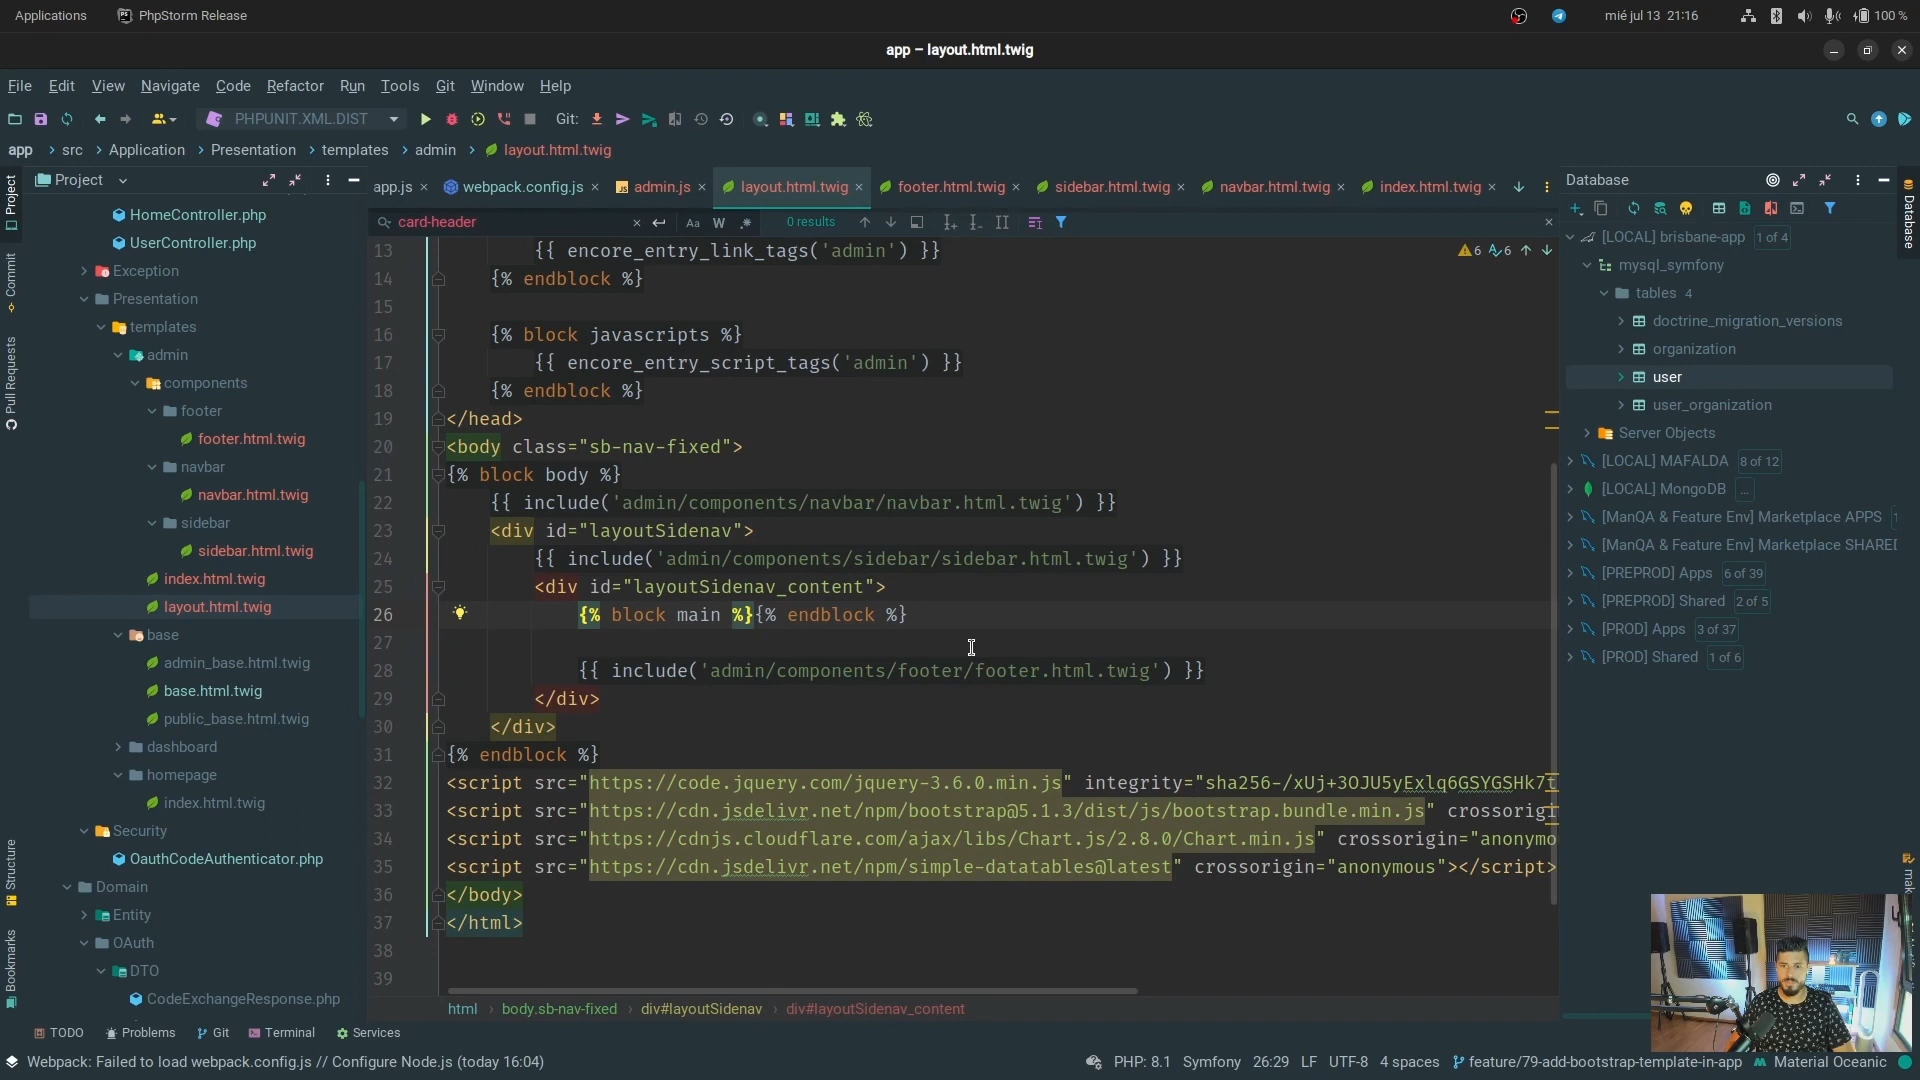 Applications PhpStorm Release mié jul 13 21:16 100 %
app – layout.html.twig
File Edit View Navigate Code Refactor Run Tools Git Window Help
PHPUNIT.XML.DIST Git:
app > src > Application > Presentation > templates > admin > layout.html.twig
Project
app.js webpack.config.js admin.js layout.html.twig footer.html.twig sidebar.html.twig navbar.html.twig index.html.twig
Database
card-header Aa W .* 0 results
6 6
Project
Commit
Pull Requests
Structure
Bookmarks
HomeController.php
UserController.php
Exception
Presentation
templates
admin
components
footer
footer.html.twig
navbar
navbar.html.twig
sidebar
sidebar.html.twig
index.html.twig
layout.html.twig
base
admin_base.html.twig
base.html.twig
public_base.html.twig
dashboard
homepage
index.html.twig
Security
OauthCodeAuthenticator.php
Domain
Entity
OAuth
DTO
CodeExchangeResponse.php
13 {{ encore_entry_link_tags('admin') }}
14 {% endblock %}
15
16 {% block javascripts %}
17 {{ encore_entry_script_tags('admin') }}
18 {% endblock %}
19 </head>
20 <body class="sb-nav-fixed">
21 {% block body %}
22 {{ include('admin/components/navbar/navbar.html.twig') }}
23 <div id="layoutSidenav">
24 {{ include('admin/components/sidebar/sidebar.html.twig') }}
25 <div id="layoutSidenav_content">
26 {% block main %}{% endblock %}
27
28 {{ include('admin/components/footer/footer.html.twig') }}
29 </div>
30 </div>
31 {% endblock %}
32 <script src="https://code.jquery.com/jquery-3.6.0.min.js" integrity="sha256-/xUj+3OJU5yExlq6GSYGSHk7t
33 <script src="https://cdn.jsdelivr.net/npm/bootstrap@5.1.3/dist/js/bootstrap.bundle.min.js" crossorigi
34 <script src="https://cdnjs.cloudflare.com/ajax/libs/Chart.js/2.8.0/Chart.min.js" crossorigin="anonymo
35 <script src="https://cdn.jsdelivr.net/npm/simple-datatables@latest" crossorigin="anonymous"></script>
36 </body>
37 </html>
38
39
html > body.sb-nav-fixed > div#layoutSidenav > div#layoutSidenav_content
[LOCAL] brisbane-app 1 of 4
mysql_symfony
tables 4
doctrine_migration_versions
organization
user
user_organization
Server Objects
[LOCAL] MAFALDA 8 of 12
[LOCAL] MongoDB ...
[ManQA & Feature Env] Marketplace APPS 1
[ManQA & Feature Env] Marketplace SHARED
[PREPROD] Apps 6 of 39
[PREPROD] Shared 2 of 5
[PROD] Apps 3 of 37
[PROD] Shared 1 of 6
Database
mak
TODO Problems Git Terminal Services
Webpack: Failed to load webpack.config.js // Configure Node.js (today 16:04) PHP: 8.1 Symfony 26:29 LF UTF-8 4 spaces feature/79-add-bootstrap-template-in-app Material Oceanic